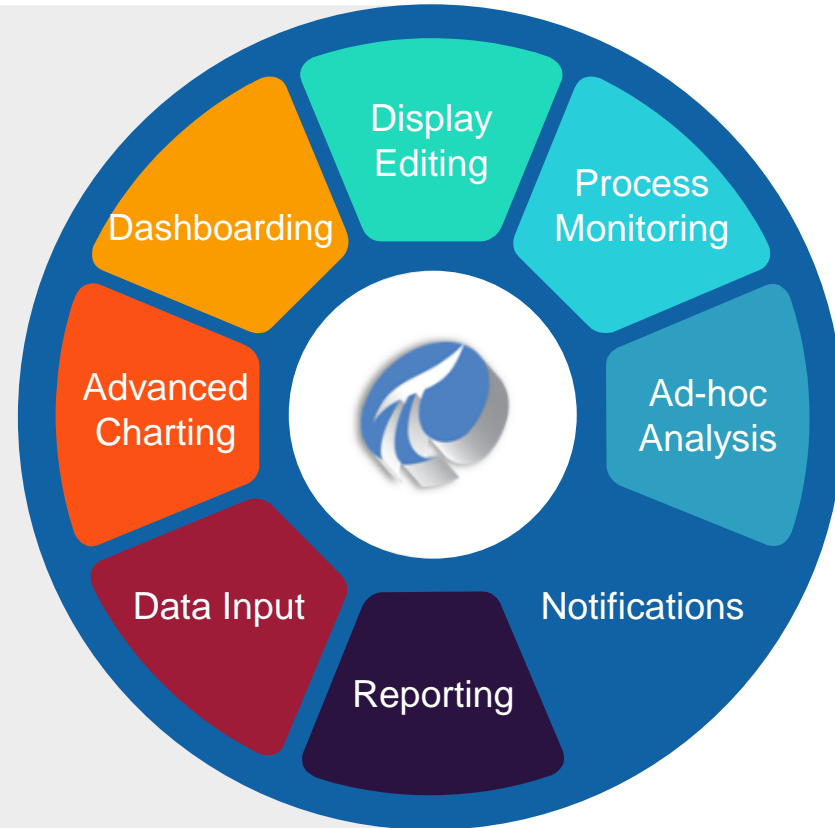 Display
Editing
Process
Monitoring
Ad-hoc
Analysis
Notifications
Reporting
Data Input
Advanced
Charting
Dashboarding